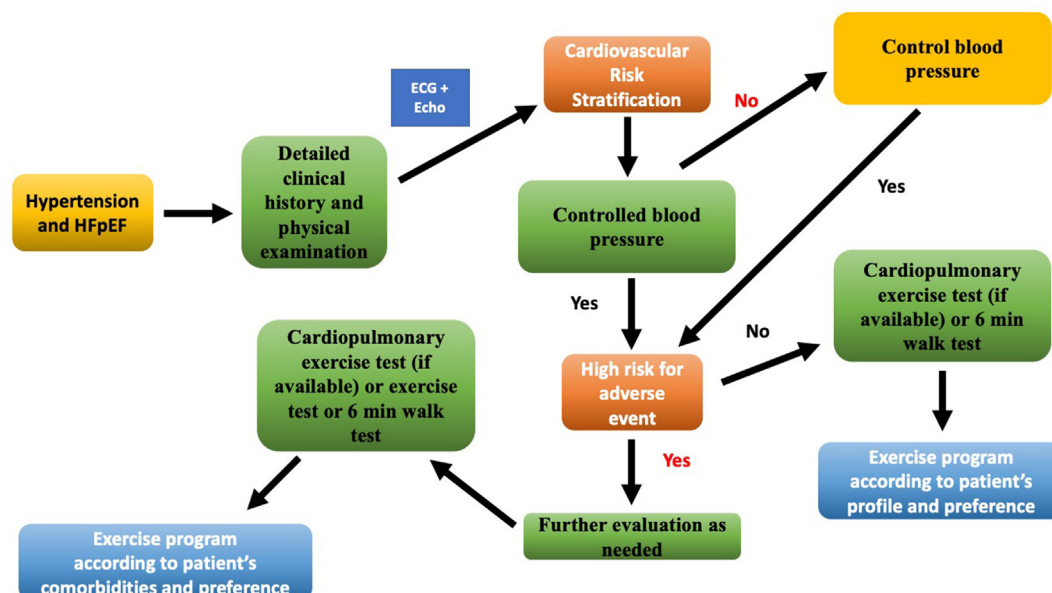 Hypertension
and HFpEF
Detailed
clinical
history and
physical
examination
ECG +
Echo
Cardiovascular
Risk
Stratification
No
Control blood
pressure
Controlled blood
pressure
Yes
Yes
High risk for
adverse
event
No
Cardiopulmonary
exercise test (if
available) or 6 min
walk test
Exercise program
according to patient’s
profile and preference
Yes
Further evaluation as
needed
Cardiopulmonary
exercise test (if
available) or exercise
test or 6 min walk
test
Exercise program
according to patient’s
comorbidities and preference